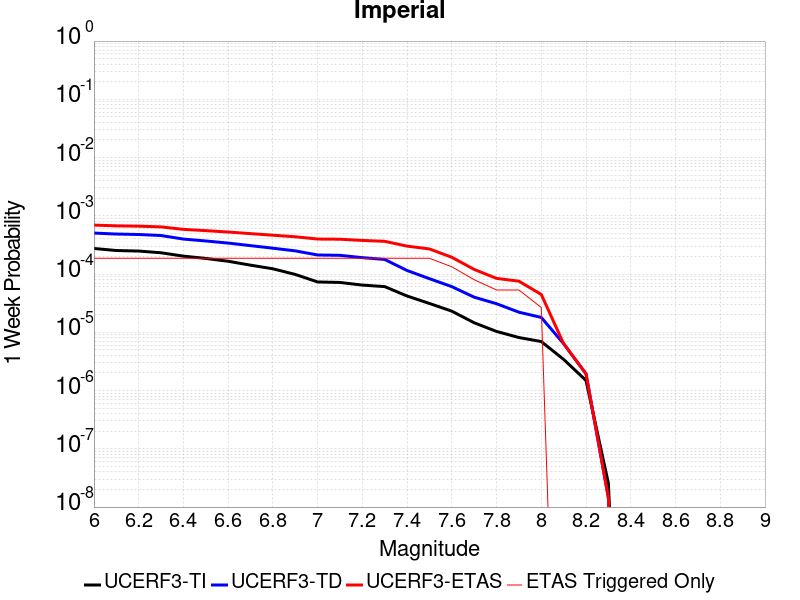 Imperial
10^0
10^-1
10^-2
10^-3
10^-4
10^-5
10^-6
10^-7
10^-8
1 Week Probability
6 6.2 6.4 6.6 6.8 7 7.2 7.4 7.6 7.8 8 8.2 8.4 8.6 8.8 9
Magnitude
UCERF3-TI UCERF3-TD UCERF3-ETAS ETAS Triggered Only